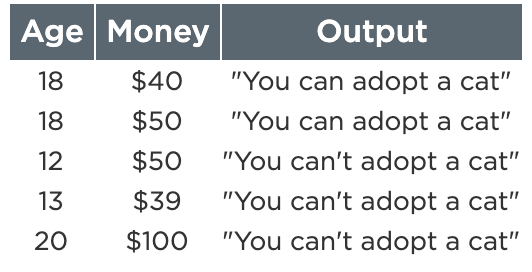 Age Money Output
18 $40 "You can adopt a cat"
18 $50 "You can adopt a cat"
12 $50 "You can't adopt a cat"
13 $39 "You can't adopt a cat"
20 $100 "You can't adopt a cat"